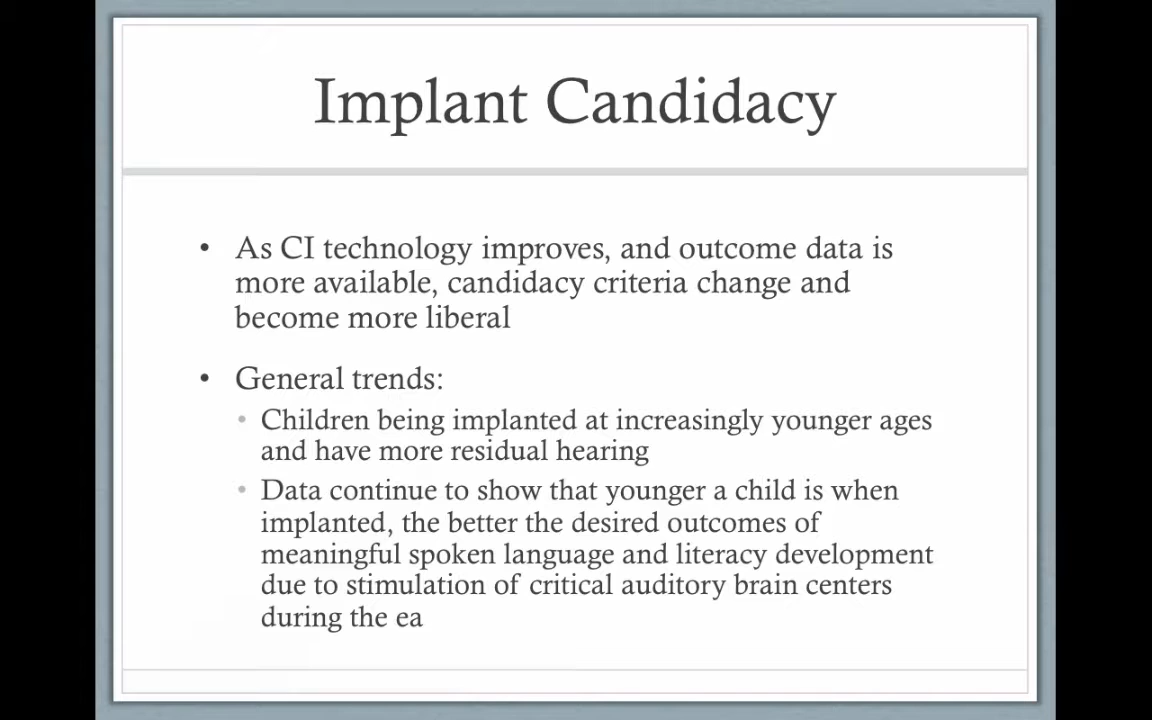 Implant Candidacy
• As CI technology improves, and outcome data is
more available, candidacy criteria change and
become more liberal
• General trends:
• Children being implanted at increasingly younger ages
and have more residual hearing
• Data continue to show that younger a child is when
implanted, the better the desired outcomes of
meaningful spoken language and literacy development
due to stimulation of critical auditory brain centers
during the ea